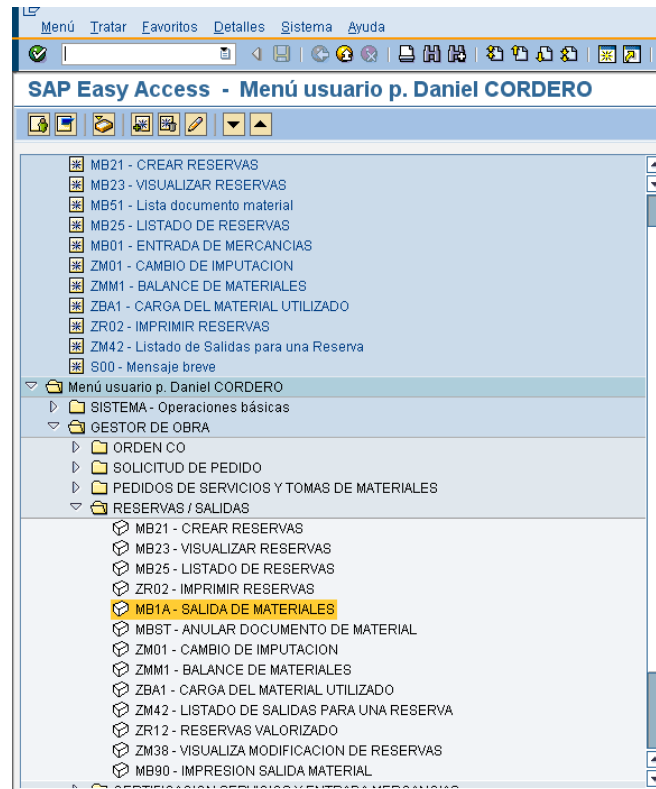 Menú Tratar Favoritos Detalles Sistema Ayuda
SAP Easy Access - Menú usuario p. Daniel CORDERO
MB21 - CREAR RESERVAS
MB23 - VISUALIZAR RESERVAS
MB51 - Lista documento material
MB25 - LISTADO DE RESERVAS
MB01 - ENTRADA DE MERCANCIAS
ZM01 - CAMBIO DE IMPUTACION
ZMM1 - BALANCE DE MATERIALES
ZBA1 - CARGA DEL MATERIAL UTILIZADO
ZR02 - IMPRIMIR RESERVAS
ZM42 - Listado de Salidas para una Reserva
S00 - Mensaje breve
Menú usuario p. Daniel CORDERO
SISTEMA - Operaciones básicas
GESTOR DE OBRA
ORDEN CO
SOLICITUD DE PEDIDO
PEDIDOS DE SERVICIOS Y TOMAS DE MATERIALES
RESERVAS / SALIDAS
MB21 - CREAR RESERVAS
MB23 - VISUALIZAR RESERVAS
MB25 - LISTADO DE RESERVAS
ZR02 - IMPRIMIR RESERVAS
MB1A - SALIDA DE MATERIALES
MBST - ANULAR DOCUMENTO DE MATERIAL
ZM01 - CAMBIO DE IMPUTACION
ZMM1 - BALANCE DE MATERIALES
ZBA1 - CARGA DEL MATERIAL UTILIZADO
ZM42 - LISTADO DE SALIDAS PARA UNA RESERVA
ZR12 - RESERVAS VALORIZADO
ZM38 - VISUALIZA MODIFICACION DE RESERVAS
MB90 - IMPRESION SALIDA MATERIAL
CERTIFICACION SERVICIOS Y ENTRADA MERCANCIAS